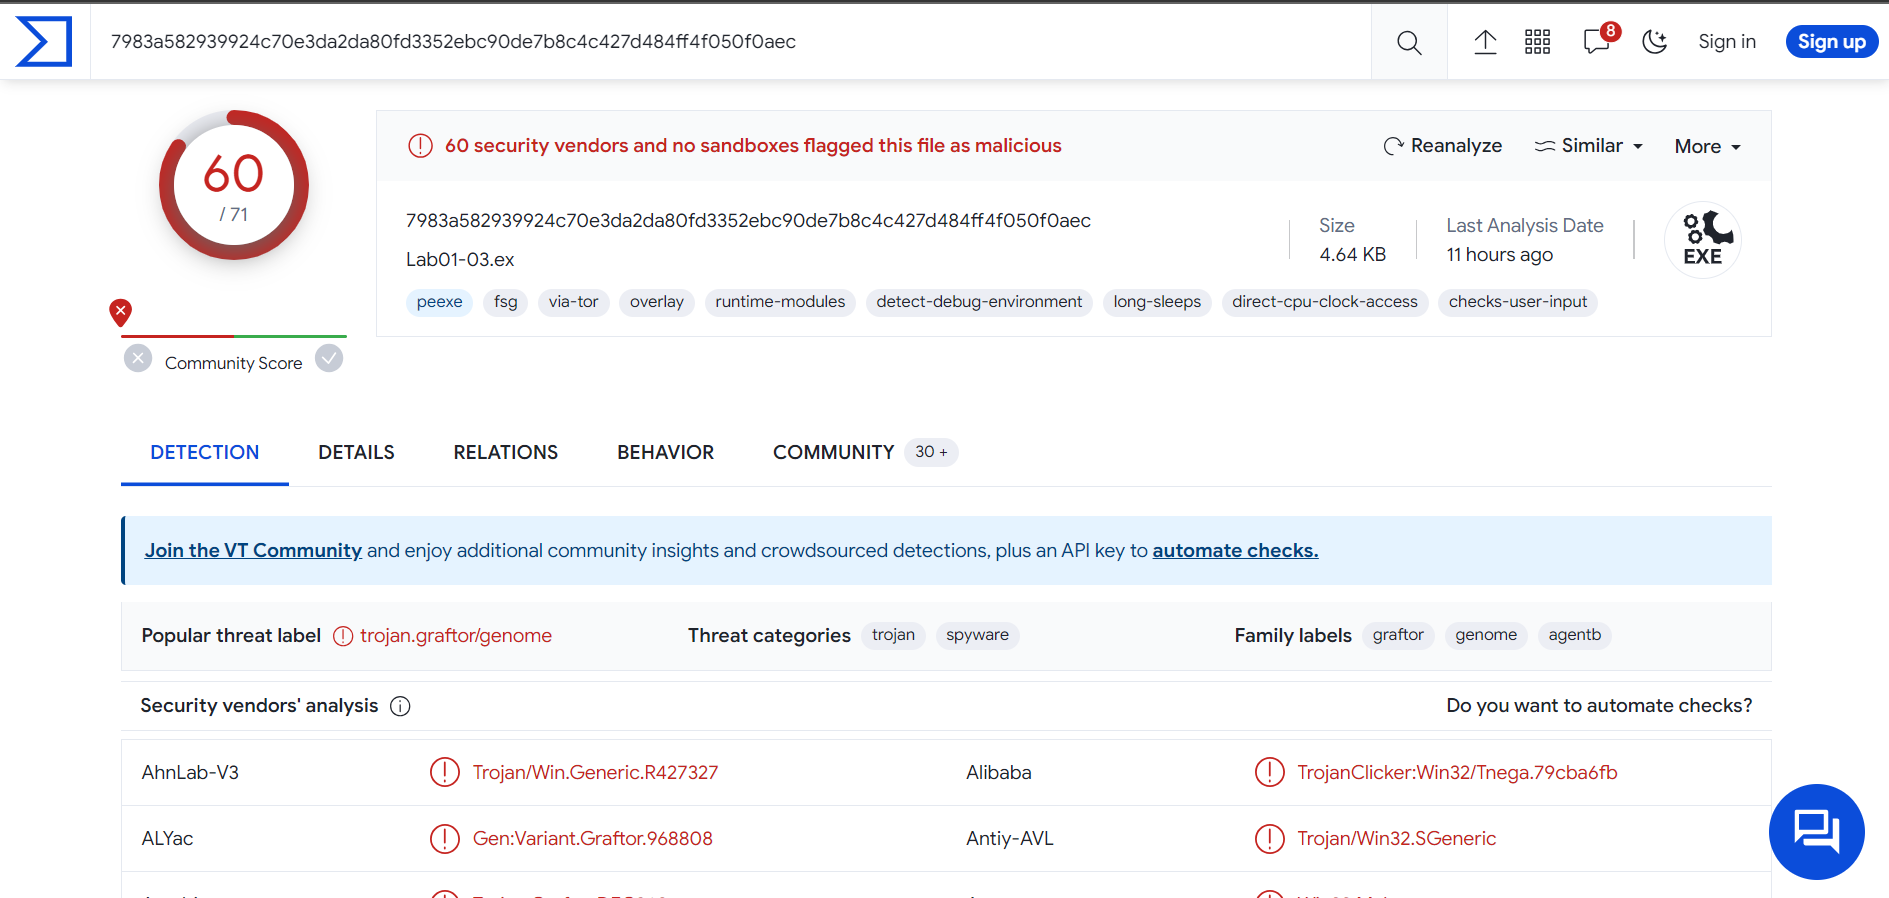 7983a582939924c70e3da2da80fd3352ebc90de7b8c4c427d484ff4f050f0aec
8
Sign in
Sign up
60
/ 71
60 security vendors and no sandboxes flagged this file as malicious
Reanalyze
Similar
More
7983a582939924c70e3da2da80fd3352ebc90de7b8c4c427d484ff4f050f0aec
Lab01-03.ex
Size
4.64 KB
Last Analysis Date
11 hours ago
EXE
peexe
fsg
via-tor
overlay
runtime-modules
detect-debug-environment
long-sleeps
direct-cpu-clock-access
checks-user-input
Community Score
DETECTION
DETAILS
RELATIONS
BEHAVIOR
COMMUNITY
30 +
Join the VT Community and enjoy additional community insights and crowdsourced detections, plus an API key to automate checks.
Popular threat label
trojan.graftor/genome
Threat categories
trojan
spyware
Family labels
graftor
genome
agentb
Security vendors' analysis
Do you want to automate checks?
AhnLab-V3
Trojan/Win.Generic.R427327
Alibaba
TrojanClicker:Win32/Tnega.79cba6fb
ALYac
Gen:Variant.Graftor.968808
Antiy-AVL
Trojan/Win32.SGeneric